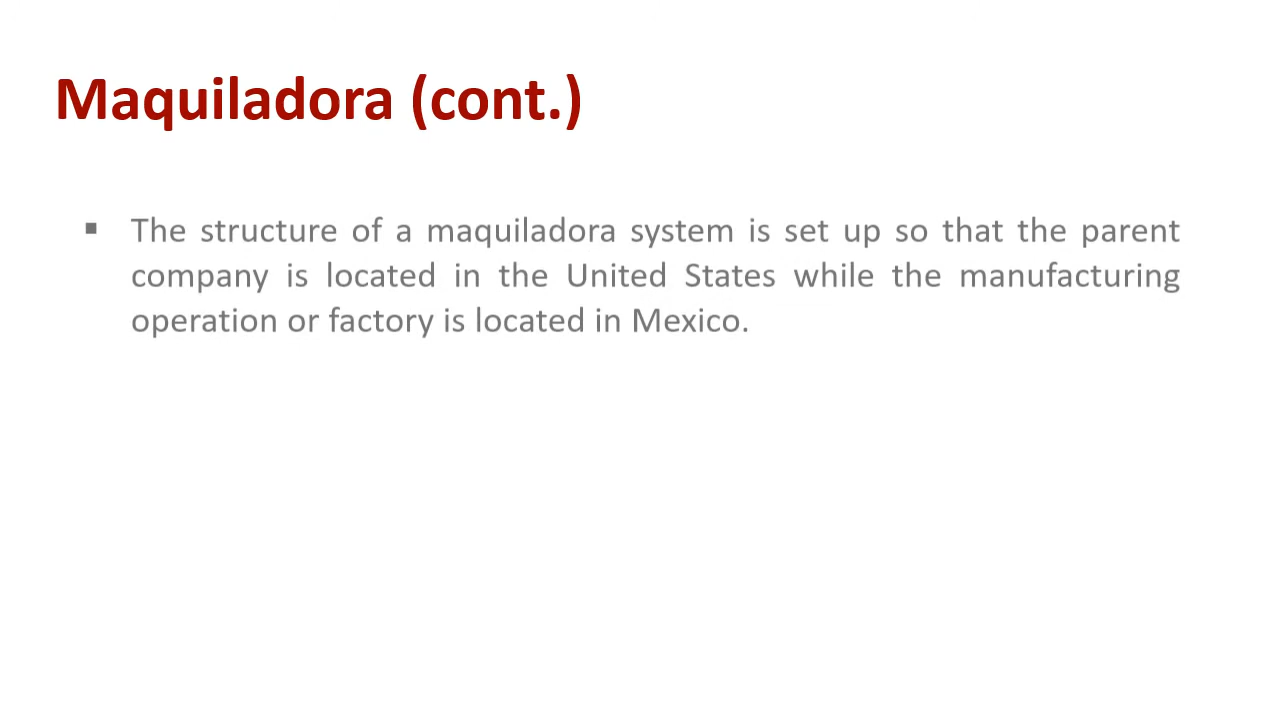 Maquiladora (cont.)
▪ The structure of a maquiladora system is set up so that the parent
company is located in the United States while the manufacturing
operation or factory is located in Mexico.